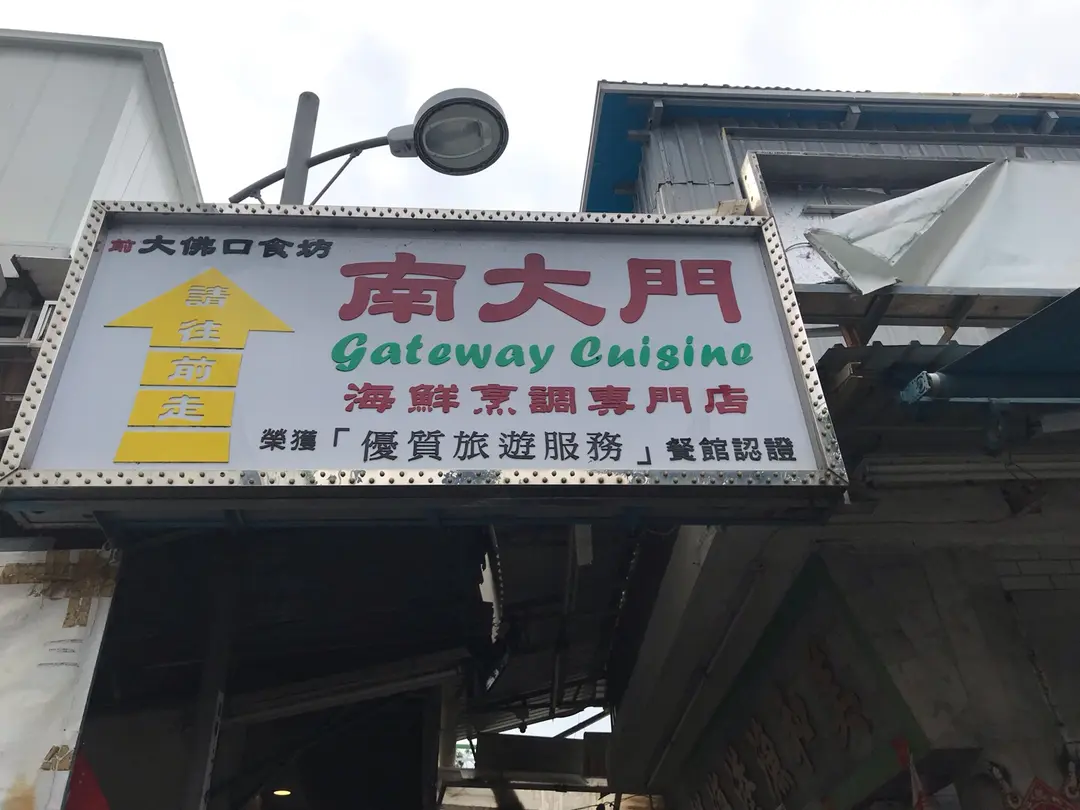 前大佛口食坊
南大門
Gateway Cuisine
海鮮烹調專門店
榮獲「優質旅遊服務」餐館認證
請往前走